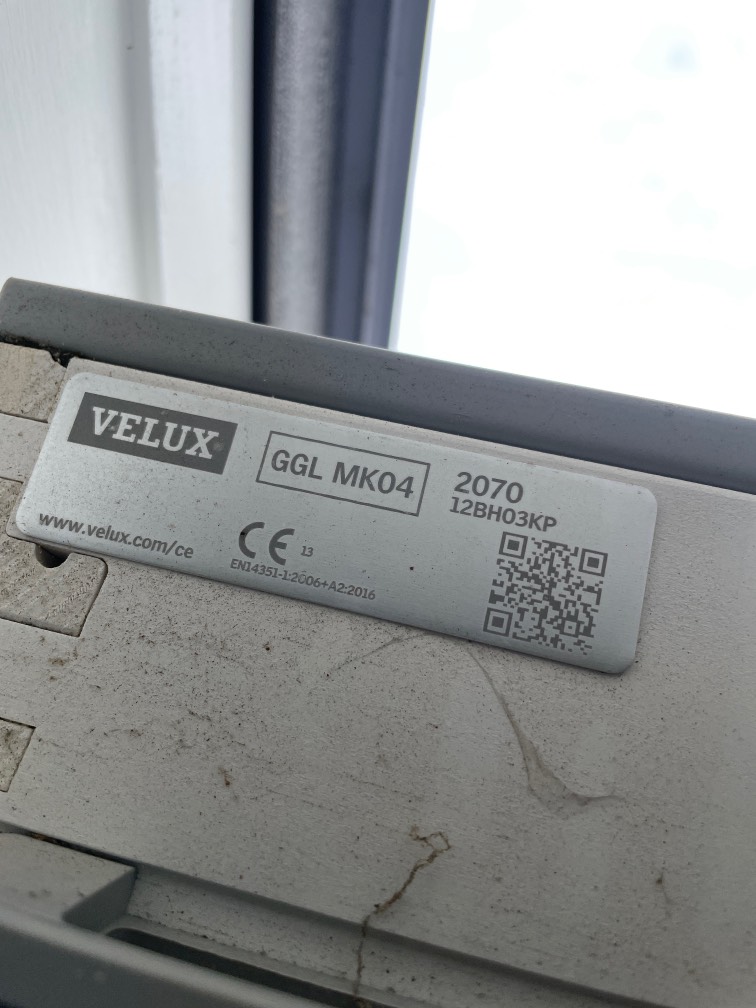 VELUX
GGL MK04
2070
12BH03KP
www.velux.com/ce
CE 13
EN14351-1:2006+A2:2016